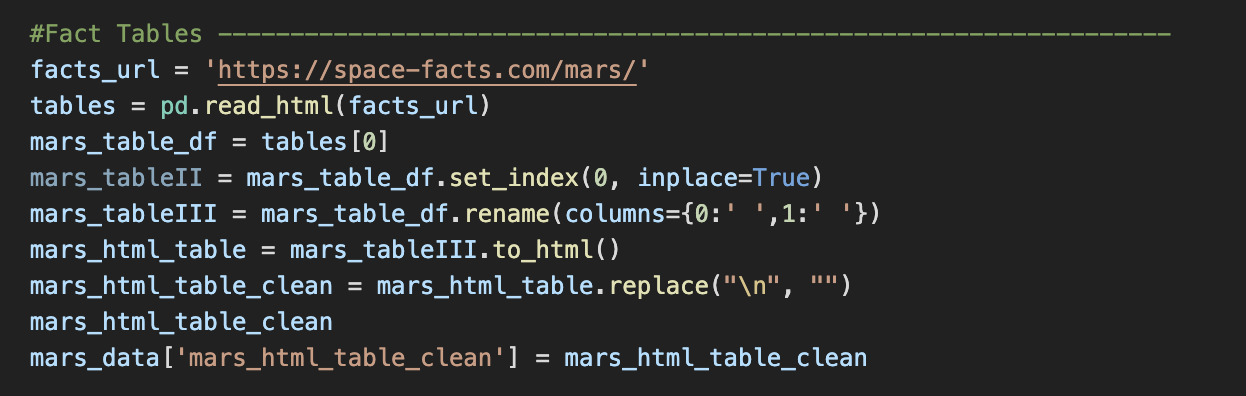 #Fact Tables ------------------------------------------------------------------
facts_url = 'https://space-facts.com/mars/'
tables = pd.read_html(facts_url)
mars_table_df = tables[0]
mars_tableII = mars_table_df.set_index(0, inplace=True)
mars_tableIII = mars_table_df.rename(columns={0:' ',1:' '})
mars_html_table = mars_tableIII.to_html()
mars_html_table_clean = mars_html_table.replace("\n", "")
mars_html_table_clean
mars_data['mars_html_table_clean'] = mars_html_table_clean